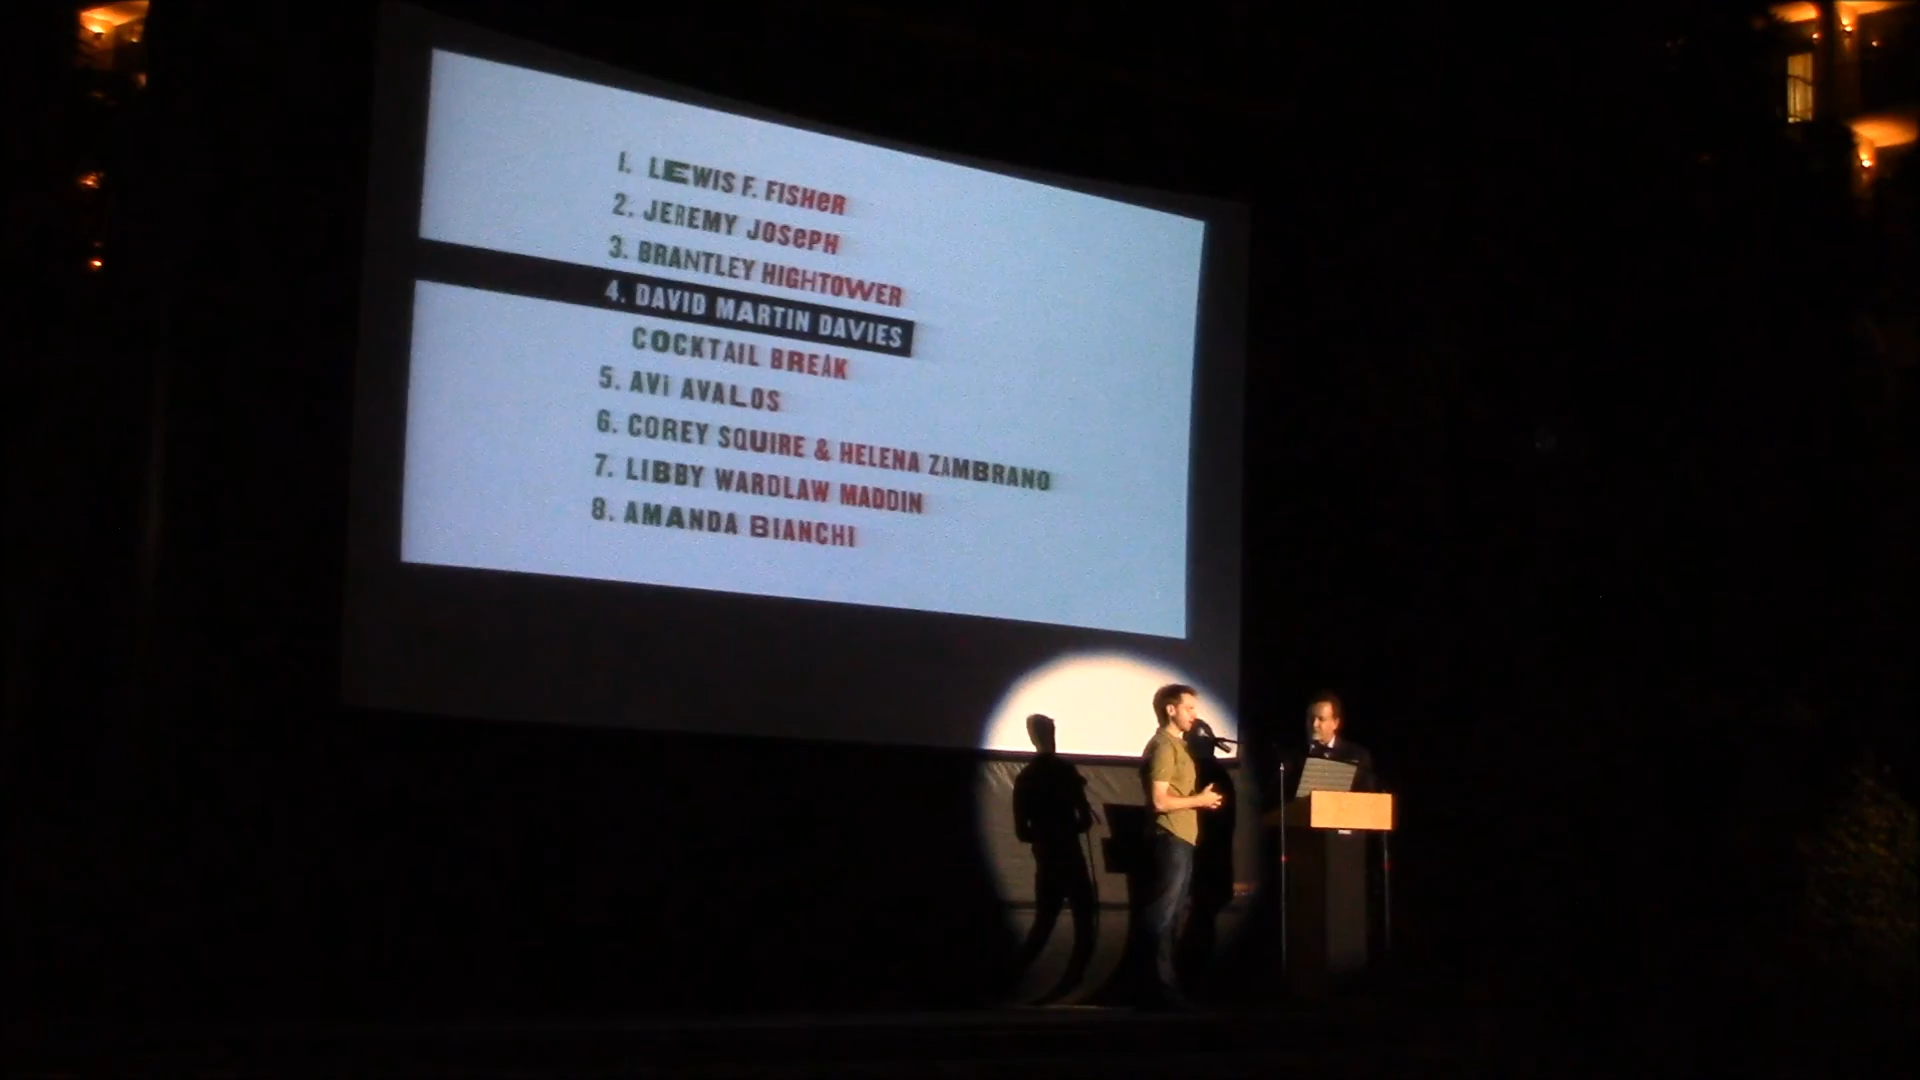 1. LEWIS F. FISHER
2. JEREMY JOSEPH
3. BRANTLEY HIGHTOWER
4. DAVID MARTIN DAVIES
COCKTAIL BREAK
5. AVI AVALOS
6. COREY SQUIRE & HELENA ZAMBRANO
7. LIBBY WARDLAW MADDIN
8. AMANDA BIANCHI